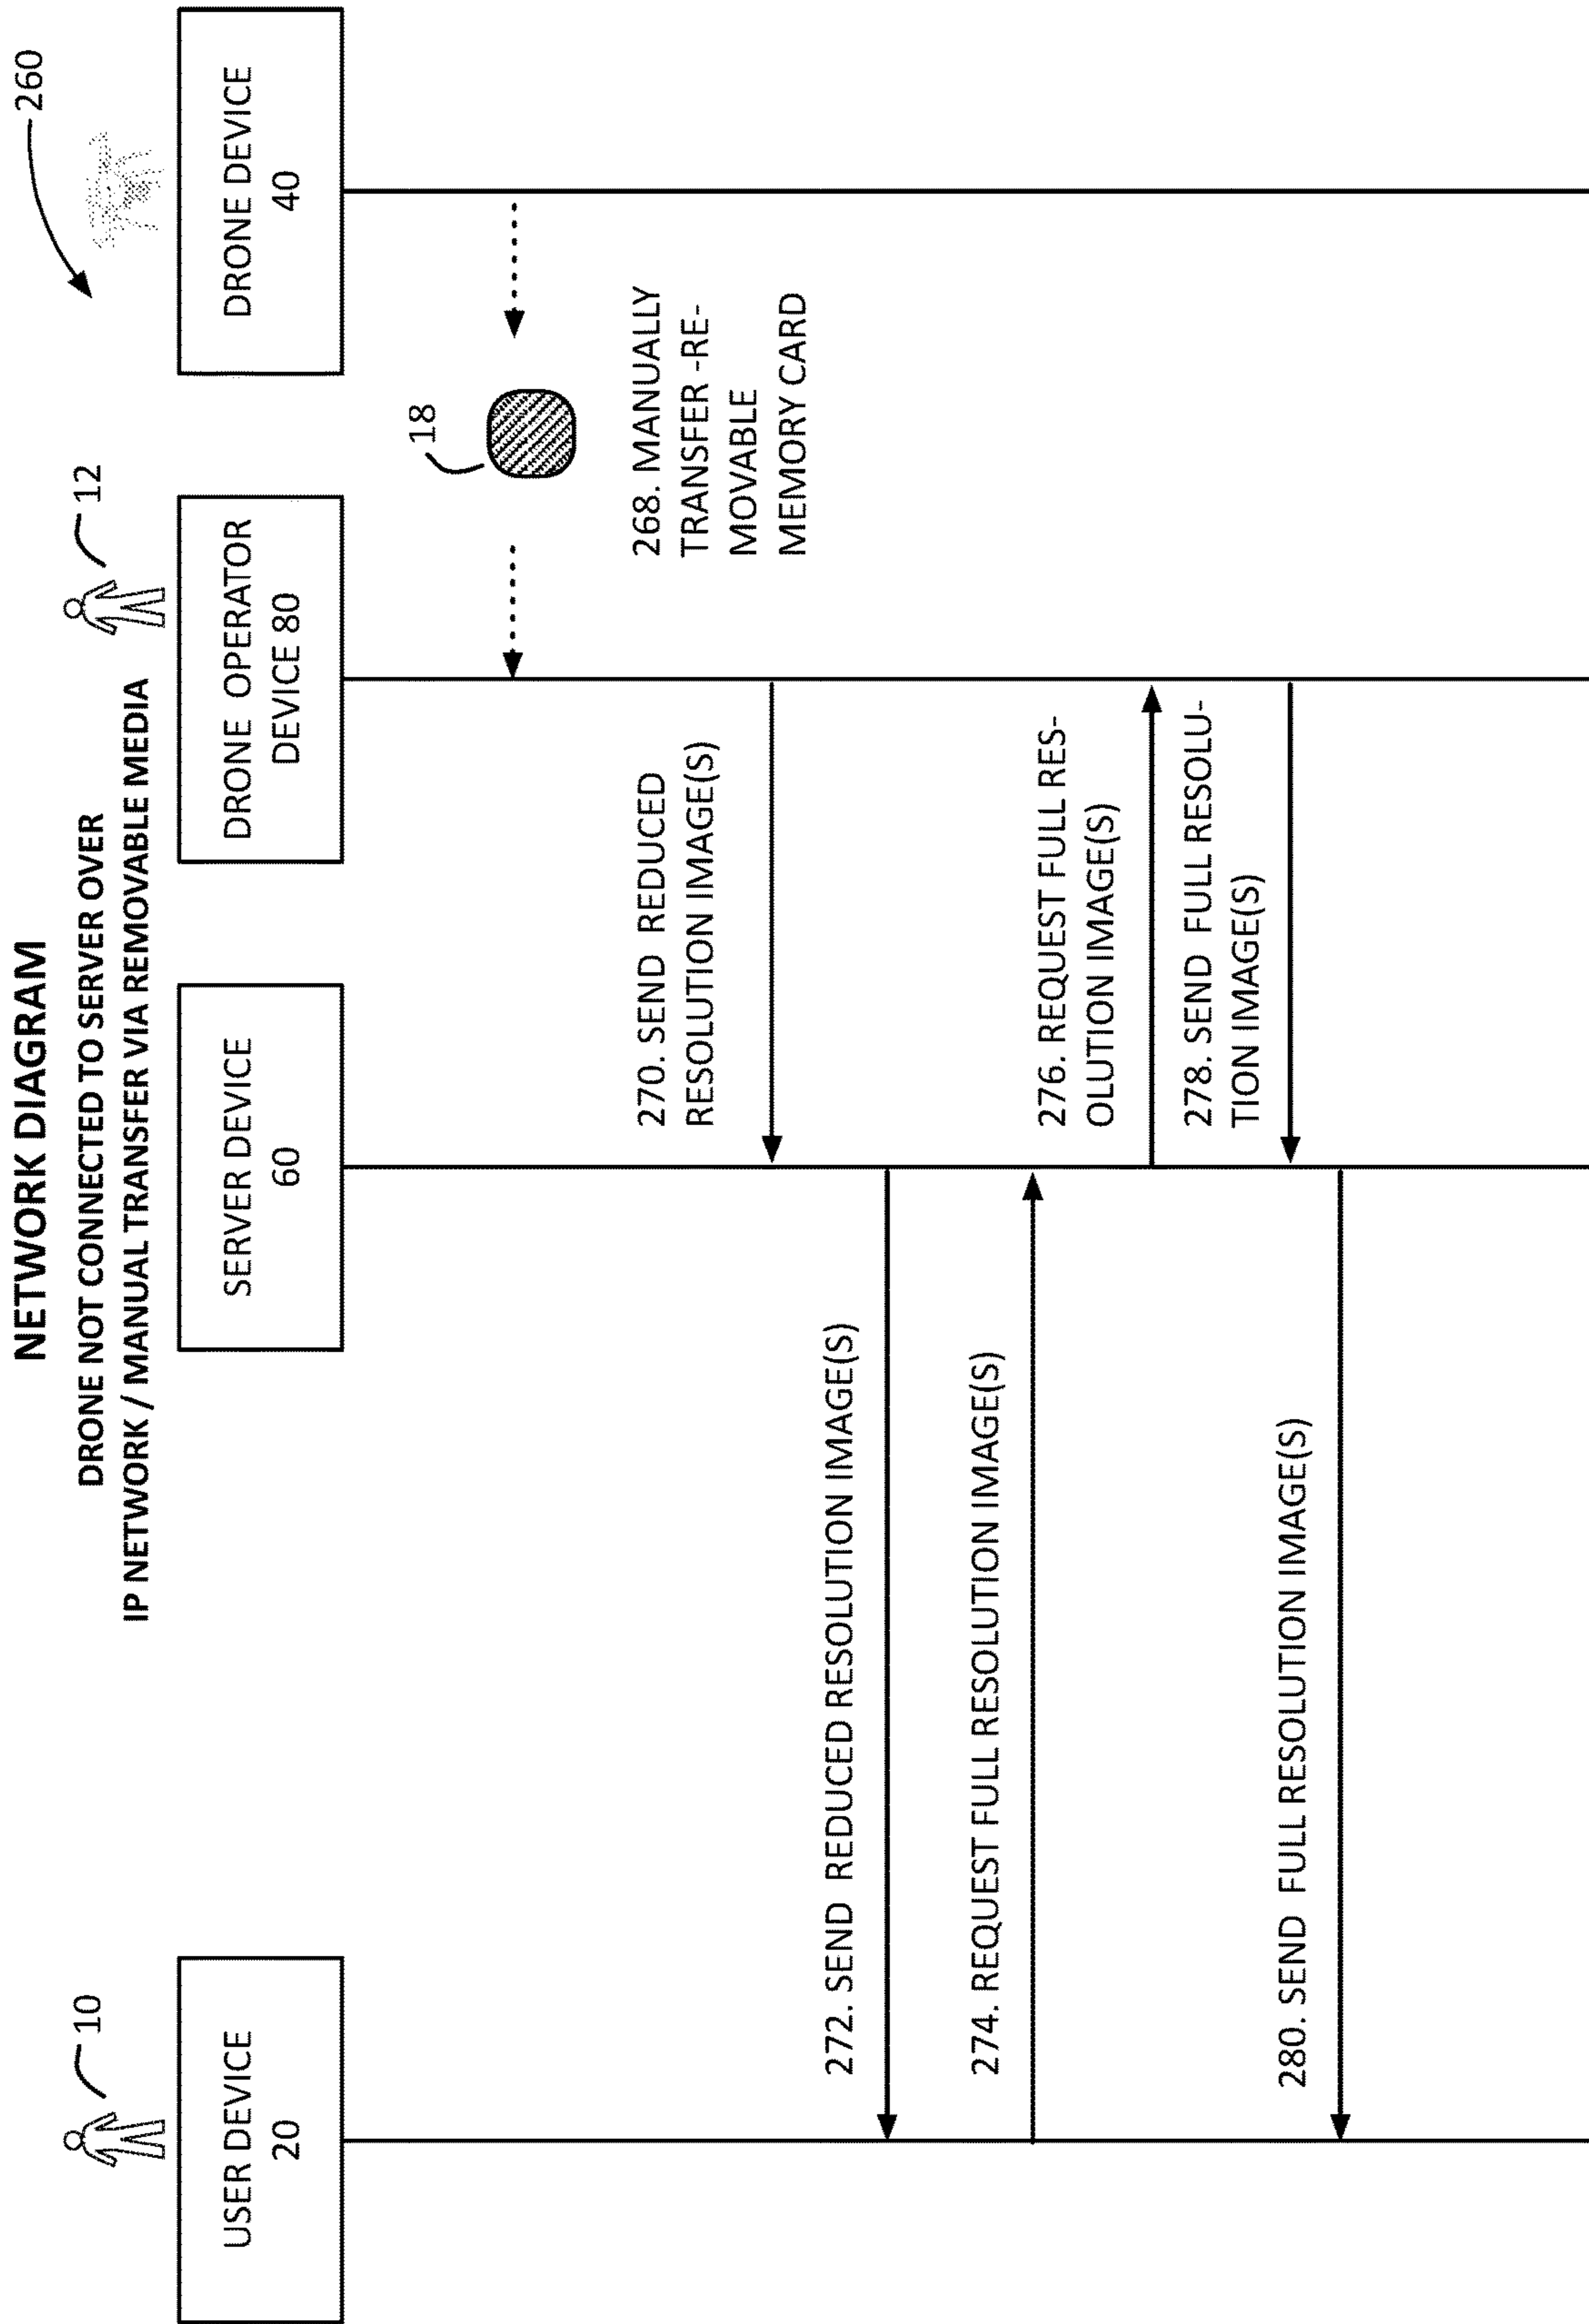 NETWORK DIAGRAM
DRONE NOT CONNECTED TO SERVER OVER
IP NETWORK / MANUAL TRANSFER VIA REMOVABLE MEDIA
260
10
12
USER DEVICE
20
SERVER DEVICE
60
DRONE OPERATOR
DEVICE 80
DRONE DEVICE
40
18
268. MANUALLY
TRANSFER -RE-
MOVABLE
MEMORY CARD
270. SEND REDUCED
RESOLUTION IMAGE(S)
272. SEND REDUCED RESOLUTION IMAGE(S)
274. REQUEST FULL RESOLUTION IMAGE(S)
276. REQUEST FULL RES-
OLUTION IMAGE(S)
278. SEND FULL RESOLU-
TION IMAGE(S)
280. SEND FULL RESOLUTION IMAGE(S)